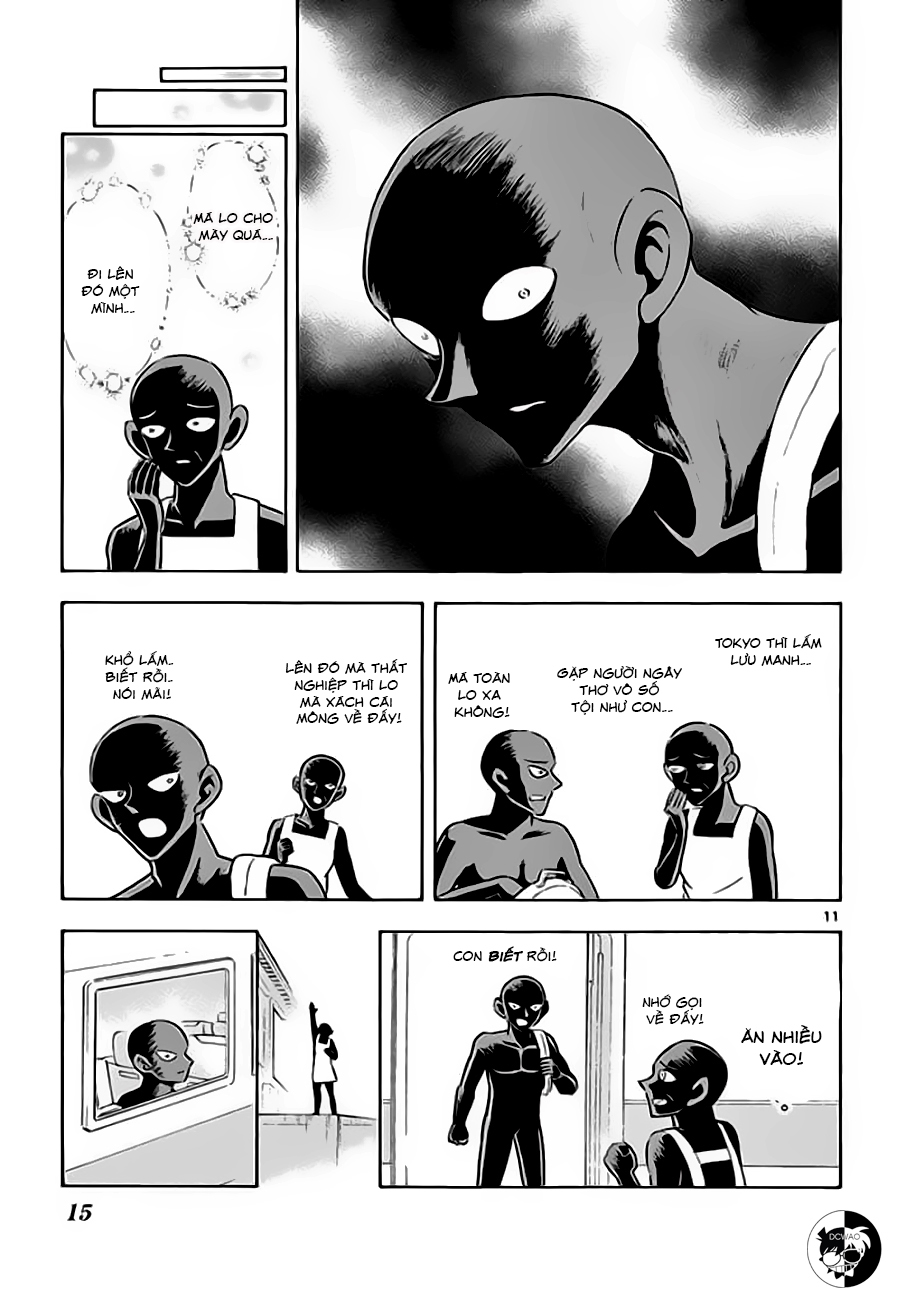 MÁ LO CHO
MÀY QUÁ...
ĐI LÊN
ĐÓ MỘT
MÌNH...
TOKYO THÌ LẮM
LƯU MANH...
GẶP NGƯỜI NGÂY
THƠ VÔ SỐ
TỘI NHƯ CON...
MÁ TOÀN
LO XA
KHÔNG!
LÊN ĐÓ MÀ THẤT
NGHIỆP THÌ LO
MÀ XÁCH CÁI
MÔNG VỀ ĐẤY!
KHỔ LẮM..
BIẾT RỒI..
NÓI MÃI!
11
ĂN NHIỀU
VÀO!
NHỚ GỌI
VỀ ĐẤY!
CON BIẾT RỒI!
15
DCWAO